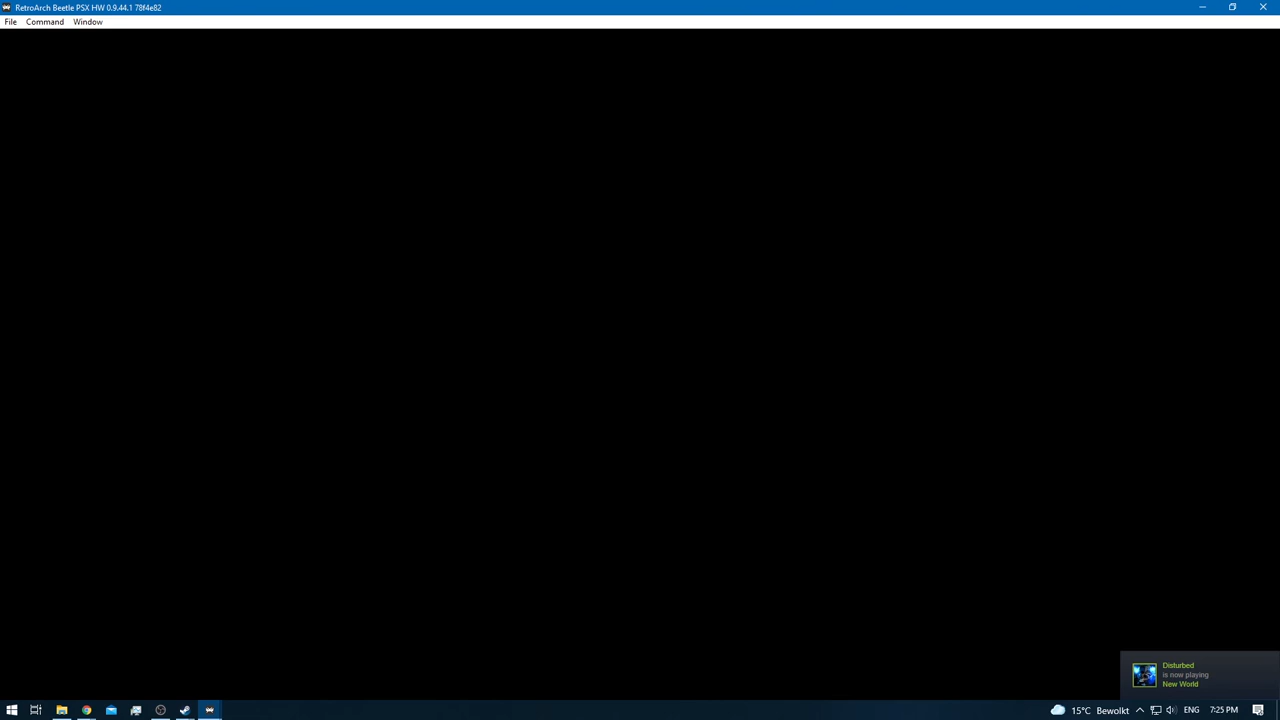 RetroArch Beetle PSX HW 0.9.44.1 78f4e82
File Command Window
Disturbed
is now playing
New World
15°C Bewolkt ENG 7:25 PM